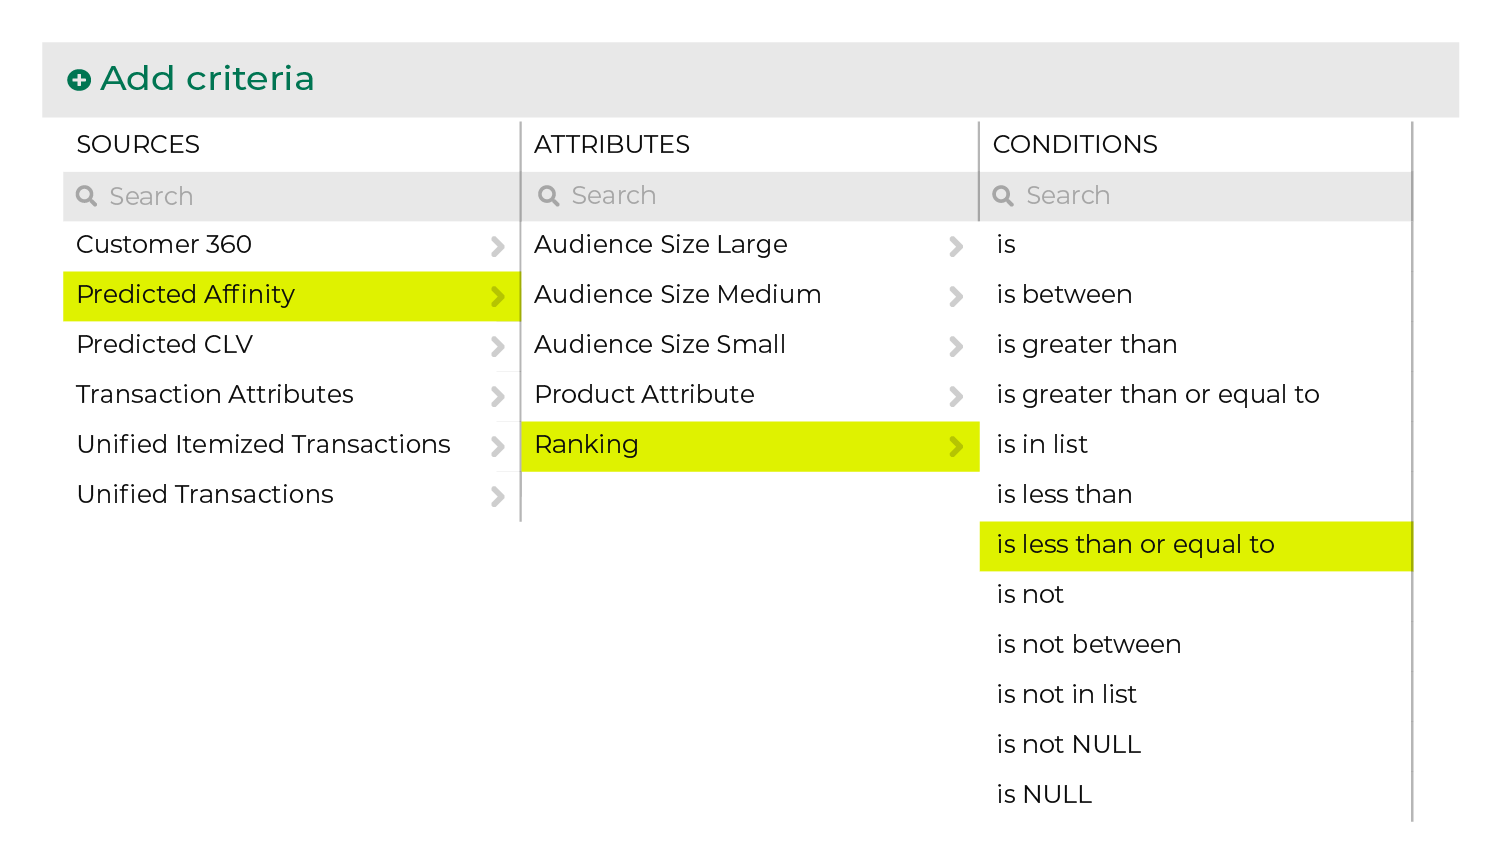 Add criteria
SOURCES
Search
Customer 360
Predicted Affinity
Predicted CLV
Transaction Attributes
Unified Itemized Transactions
Unified Transactions
ATTRIBUTES
Search
Audience Size Large
Audience Size Medium
Audience Size Small
Product Attribute
Ranking
CONDITIONS
Search
is
is between
is greater than
is greater than or equal to
is in list
is less than
is less than or equal to
is not
is not between
is not in list
is not NULL
is NULL